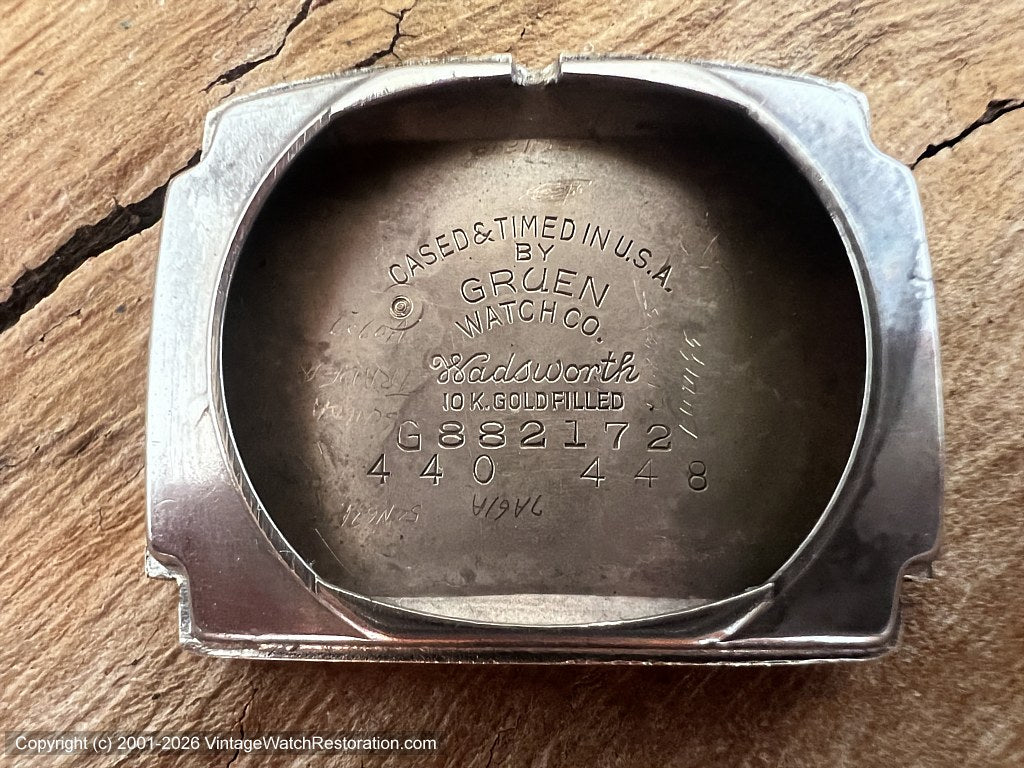 CASED & TIMED IN U.S.A.
BY
GRUEN
WATCH CO.
Wadsworth
10 K. GOLD FILLED
G882172
440 448
Copyright (c) 2001-2026 VintageWatchRestoration.com